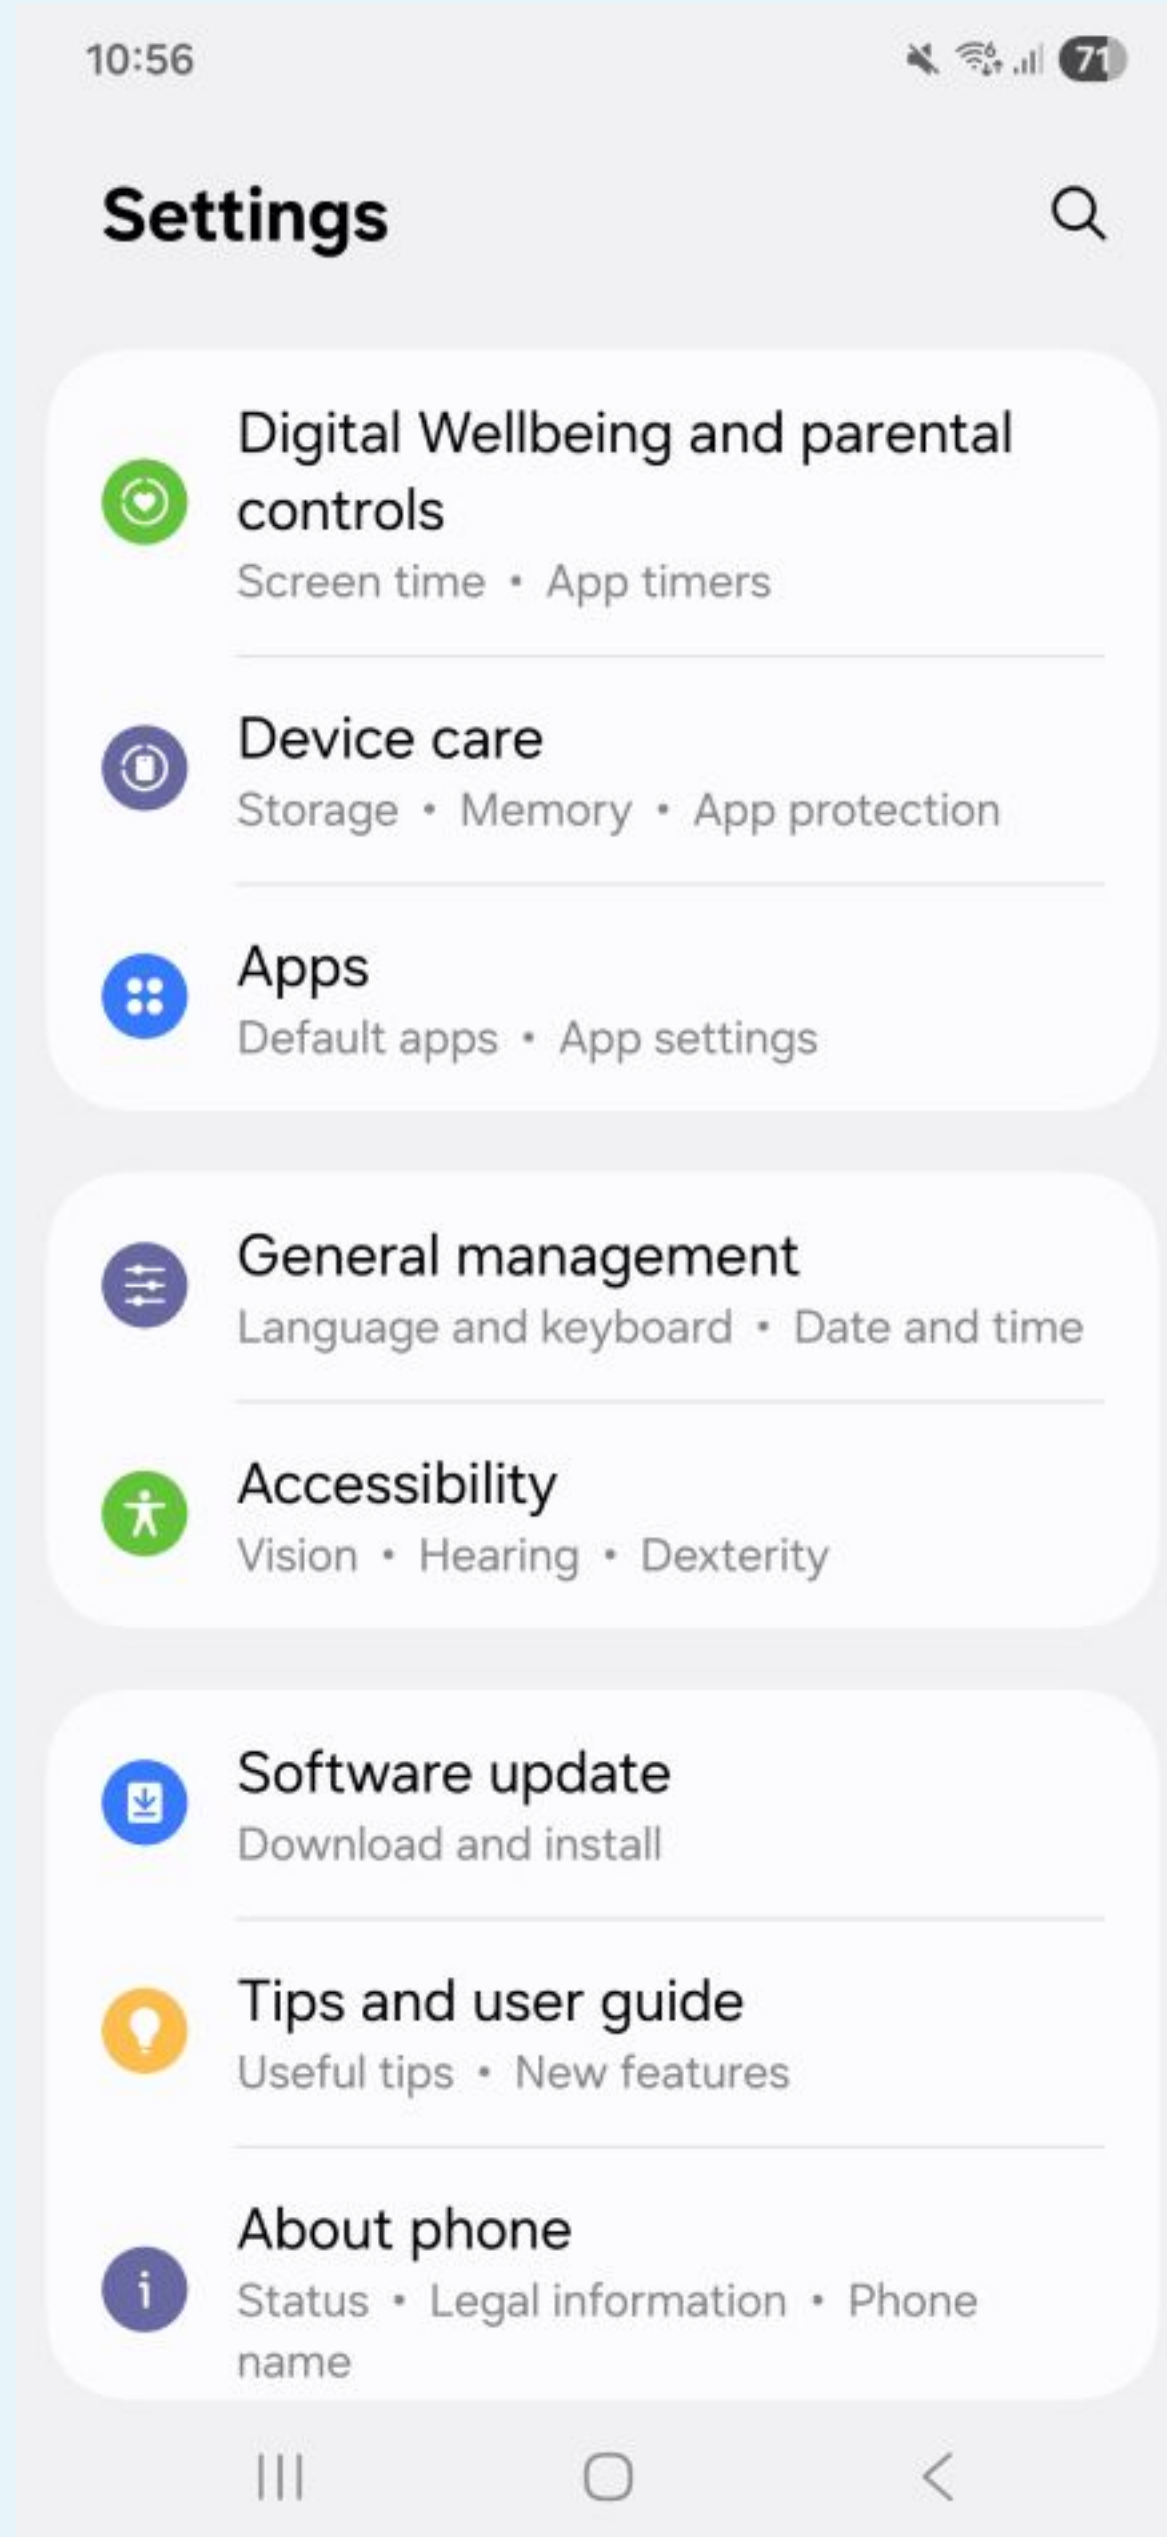 10:56
71
Settings
Digital Wellbeing and parental
controls
Screen time • App timers
Device care
Storage • Memory • App protection
Apps
Default apps • App settings
General management
Language and keyboard • Date and time
Accessibility
Vision • Hearing • Dexterity
Software update
Download and install
Tips and user guide
Useful tips • New features
About phone
Status • Legal information • Phone
name